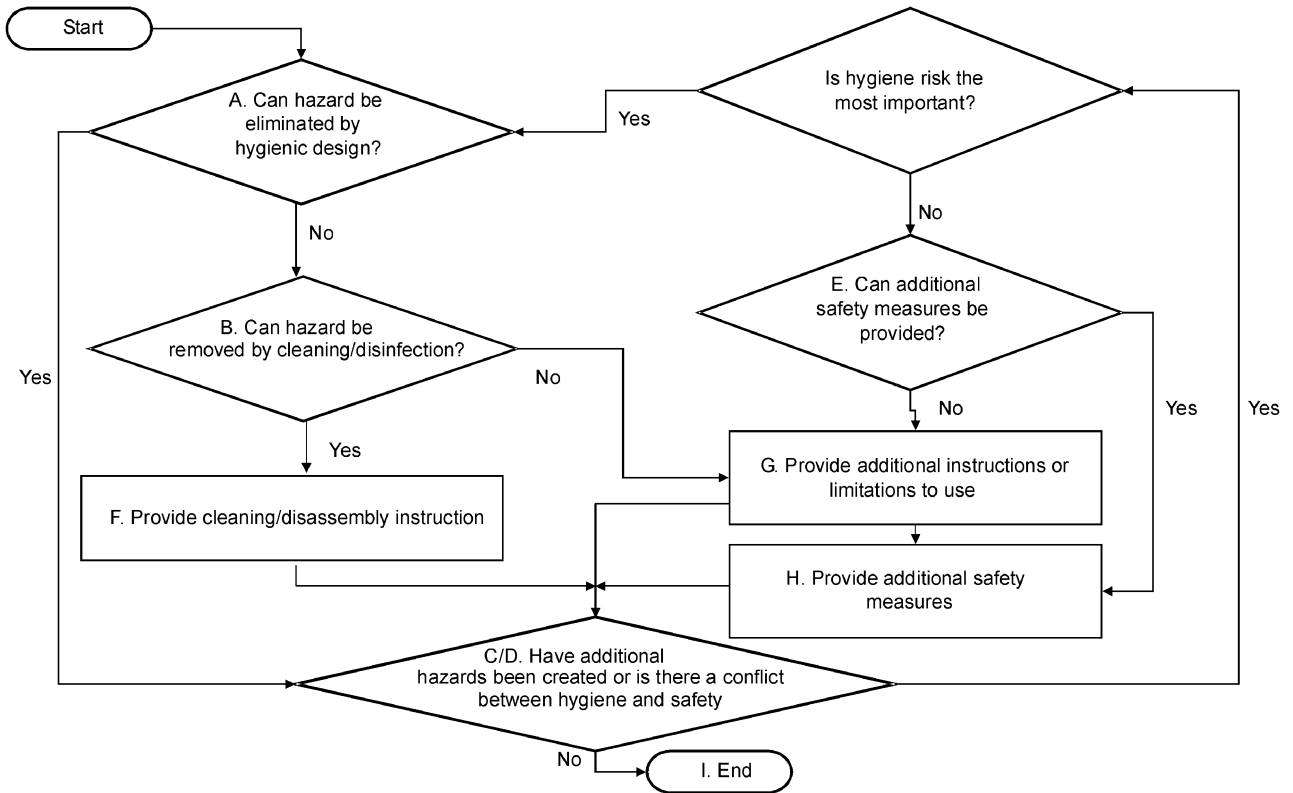 Start
A. Can hazard be
eliminated by
hygienic design?
Is hygiene risk the
most important?
Yes
No
No
B. Can hazard be
removed by cleaning/disinfection?
E. Can additional
safety measures be
provided?
Yes
No
No
Yes
Yes
Yes
F. Provide cleaning/disassembly instruction
G. Provide additional instructions or
limitations to use
H. Provide additional safety
measures
C/D. Have additional
hazards been created or is there a conflict
between hygiene and safety
No
I. End